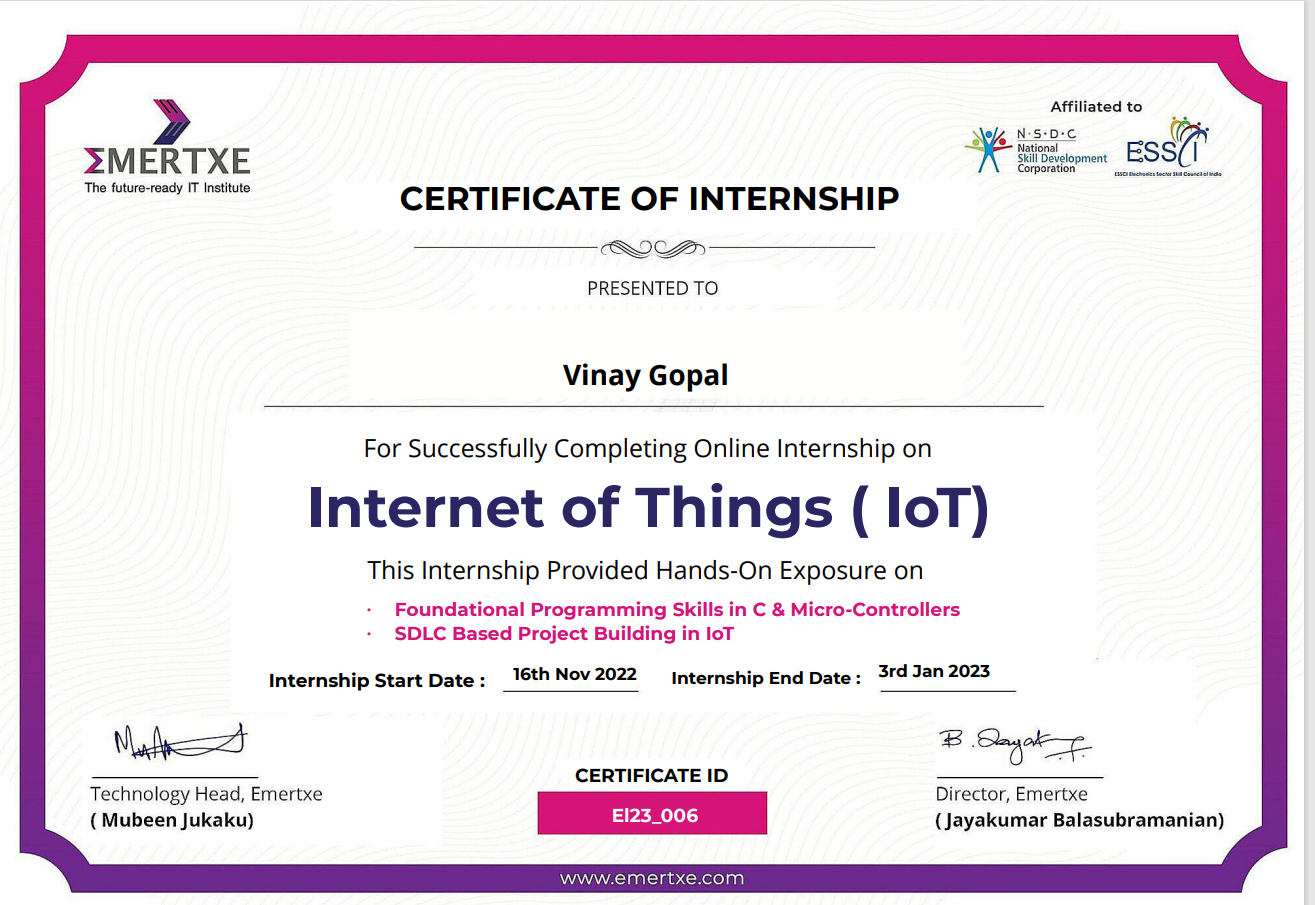 EMERTXE
The future-ready IT Institute
Affiliated to
N·S·D·C
National
Skill Development
Corporation
ESSCI
ESSCI Electronics Sector Skill Council of India
CERTIFICATE OF INTERNSHIP
PRESENTED TO
Vinay Gopal
For Successfully Completing Online Internship on
Internet of Things ( IoT)
This Internship Provided Hands-On Exposure on
· Foundational Programming Skills in C & Micro-Controllers
· SDLC Based Project Building in IoT
Internship Start Date : 16th Nov 2022 Internship End Date : 3rd Jan 2023
Technology Head, Emertxe
( Mubeen Jukaku)
CERTIFICATE ID
EI23_006
B.
Director, Emertxe
( Jayakumar Balasubramanian)
www.emertxe.com